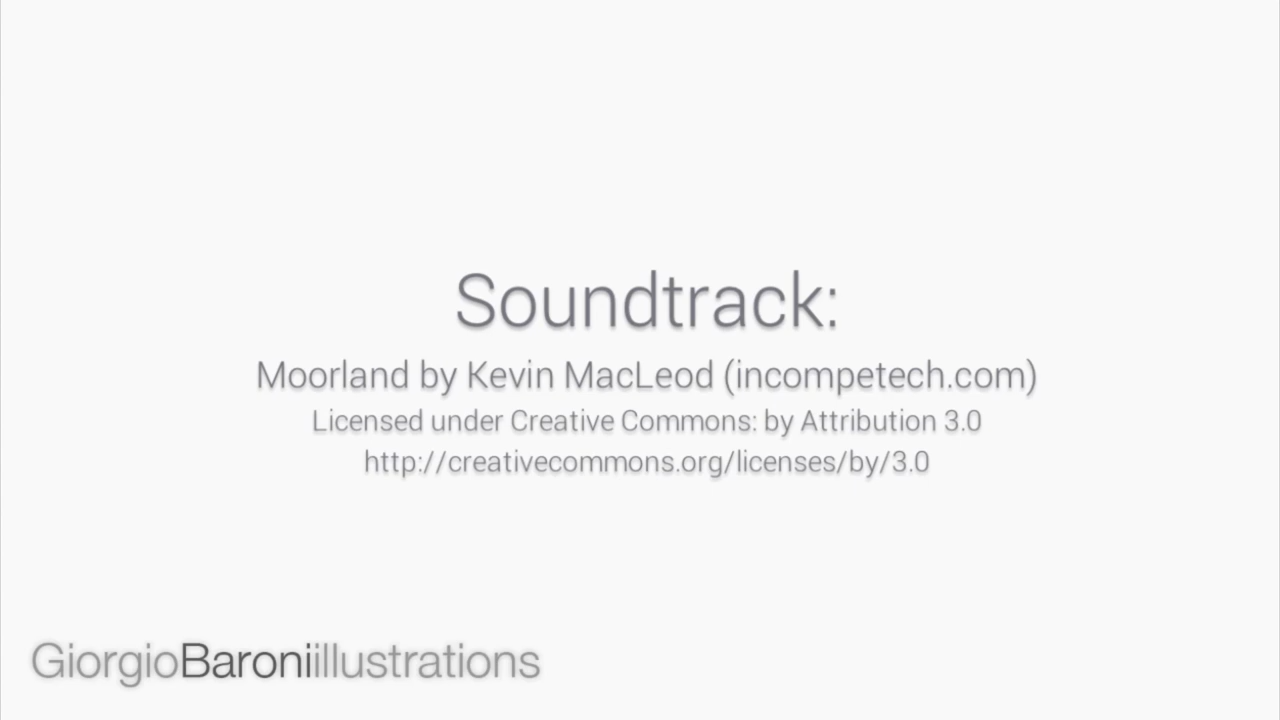 Soundtrack:
Moorland by Kevin MacLeod (incompetech.com)
Licensed under Creative Commons: by Attribution 3.0
http://creativecommons.org/licenses/by/3.0
GiorgioBaroniillustrations